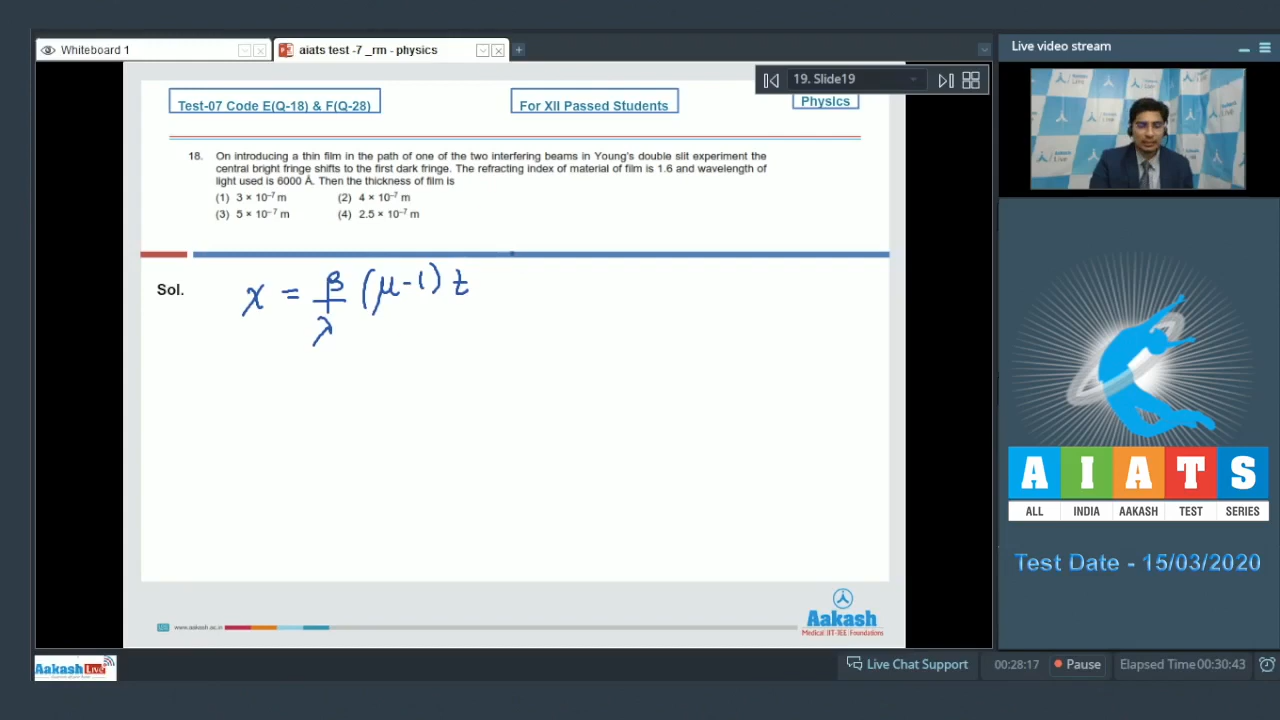 Whiteboard 1
aiats test -7 _rm - physics
Live video stream
19. Slide19
Test-07 Code E(Q-18) & F(Q-28)
For XII Passed Students
Physics
18. On introducing a thin film in the path of one of the two interfering beams in Young's double slit experiment the
central bright fringe shifts to the first dark fringe. The refracting index of material of film is 1.6 and wavelength of
light used is 6000 Å. Then the thickness of film is
(1) 3 × 10⁻⁷ m (2) 4 × 10⁻⁷ m
(3) 5 × 10⁻⁷ m (4) 2.5 × 10⁻⁷ m
Sol.
x = β/λ (μ-1) t
Aakash
Medical|IIT-JEE|Foundations
www.aakash.ac.in
Aakash Live
A I A T S
ALL INDIA AAKASH TEST SERIES
Test Date - 15/03/2020
Live Chat Support
00:28:17
Pause
Elapsed Time 00:30:43